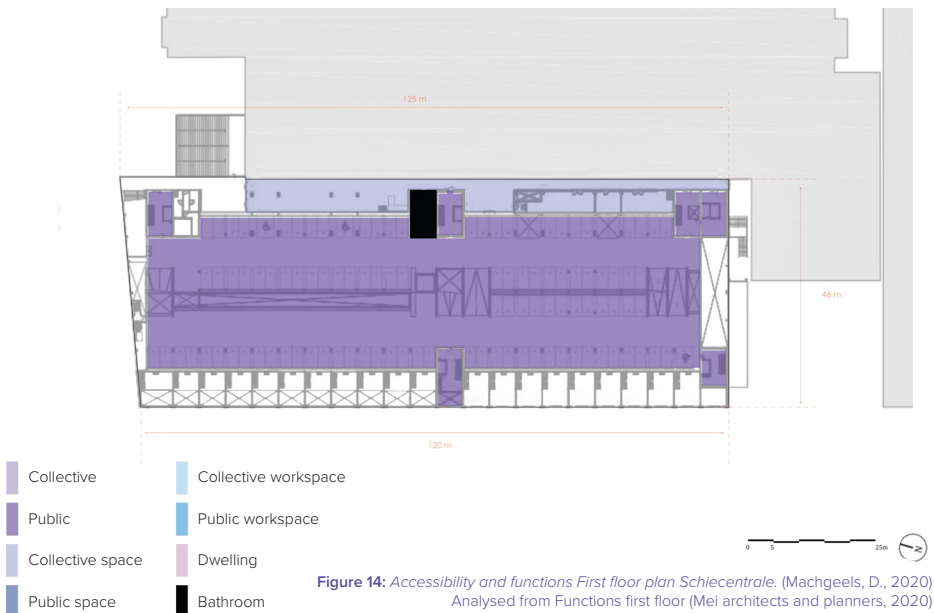 125 m
46 m
120 m
Collective
Public
Collective space
Public space
Collective workspace
Public workspace
Dwelling
Bathroom
0 5 25m
N
Figure 14: Accessibility and functions First floor plan Schiecentrale. (Machgeels, D., 2020)
Analysed from Functions first floor (Mei architects and planners, 2020)